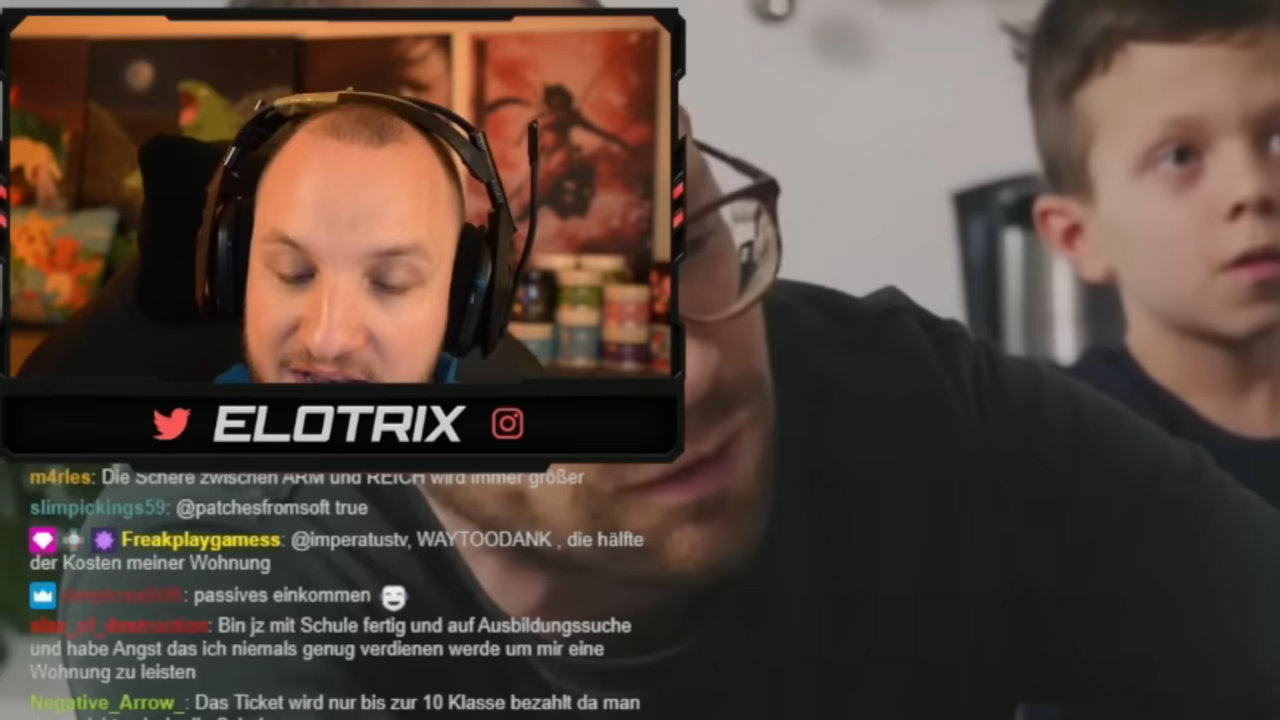 ELOTRIX
m4rles: Die Schere zwischen ARM und REICH wird immer größer
slimpickings59: @patchesfromsoft true
Freakplaygamess: @imperatustv, WAYTOODANK , die hälfte
der Kosten meiner Wohnung
: passives einkommen
: Bin jz mit Schule fertig und auf Ausbildungssuche
und habe Angst das ich niemals genug verdienen werde um mir eine
Wohnung zu leisten
Negative_Arrow_: Das Ticket wird nur bis zur 10 Klasse bezahlt da man